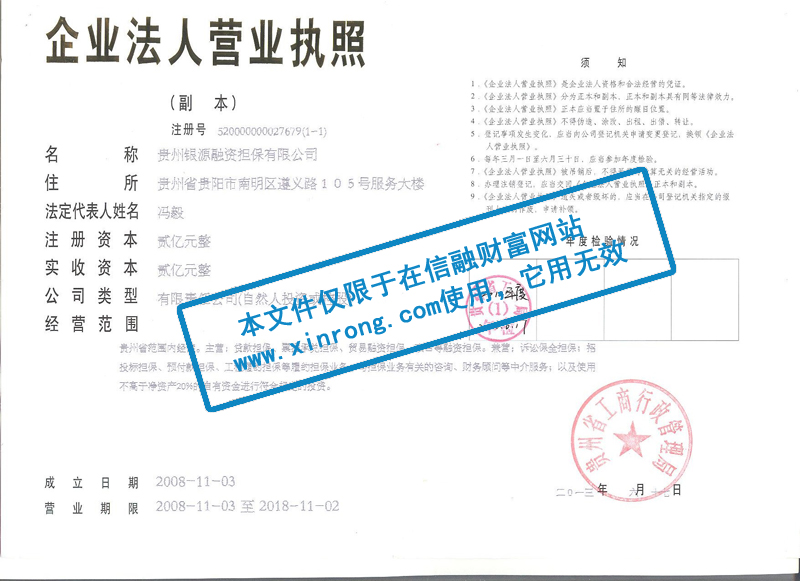 企业法人营业执照
（副 本）
注册号 520000000027679(1-1)
名 称 贵州银源融资担保有限公司
住 所 贵州省贵阳市南明区遵义路105号服务大楼
法定代表人姓名 冯毅
注册资本 贰亿元整
实收资本 贰亿元整
公司类型 有限责任公司(自然人投资
经营范围
贵州省范围内经营。主营：贷款担保、票据承兑担保、贸易融资担保、
等融资担保。兼营：诉讼保全担保；
投标担保、预付款担保、工程
担保等履约担保业务，
担保业务有关的咨询、财务顾问等中介服务；以及使用
不高于净资产20%的自有资金进行
投资。
成立日期 2008-11-03
营业期限 2008-11-03 至 2018-11-02
须 知
1．《企业法人营业执照》是企业法人资格和合法经营的凭证。
2．《企业法人营业执照》分为正本和副本，正本和副本具有同等法律效力。
3．《企业法人营业执照》正本应当置于住所的醒目位置。
4．《企业法人营业执照》不得伪造、涂改、出租、出借、转让。
5．登记事项发生变化，应当向公司登记机关申请变更登记，换领《企业法
人营业执照》。
6．每年三月一日至六月三十日，应当参加年度检验。
7．《企业法人营业执照》被吊销后，不得
算无关的经营活动。
8．办理注销登记，应当交回《
人营业执照》正本和副本。
9．《企业法人营业执照》遗失或者毁坏的，应当在公司登记机关指定的报
作废，申请补领。
年度检验情况
本文件仅限于在信融财富网站
www.xinrong.com使用，它用无效
(1)
贵州省工商行政管理局
二〇一三年 六 月 十七 日